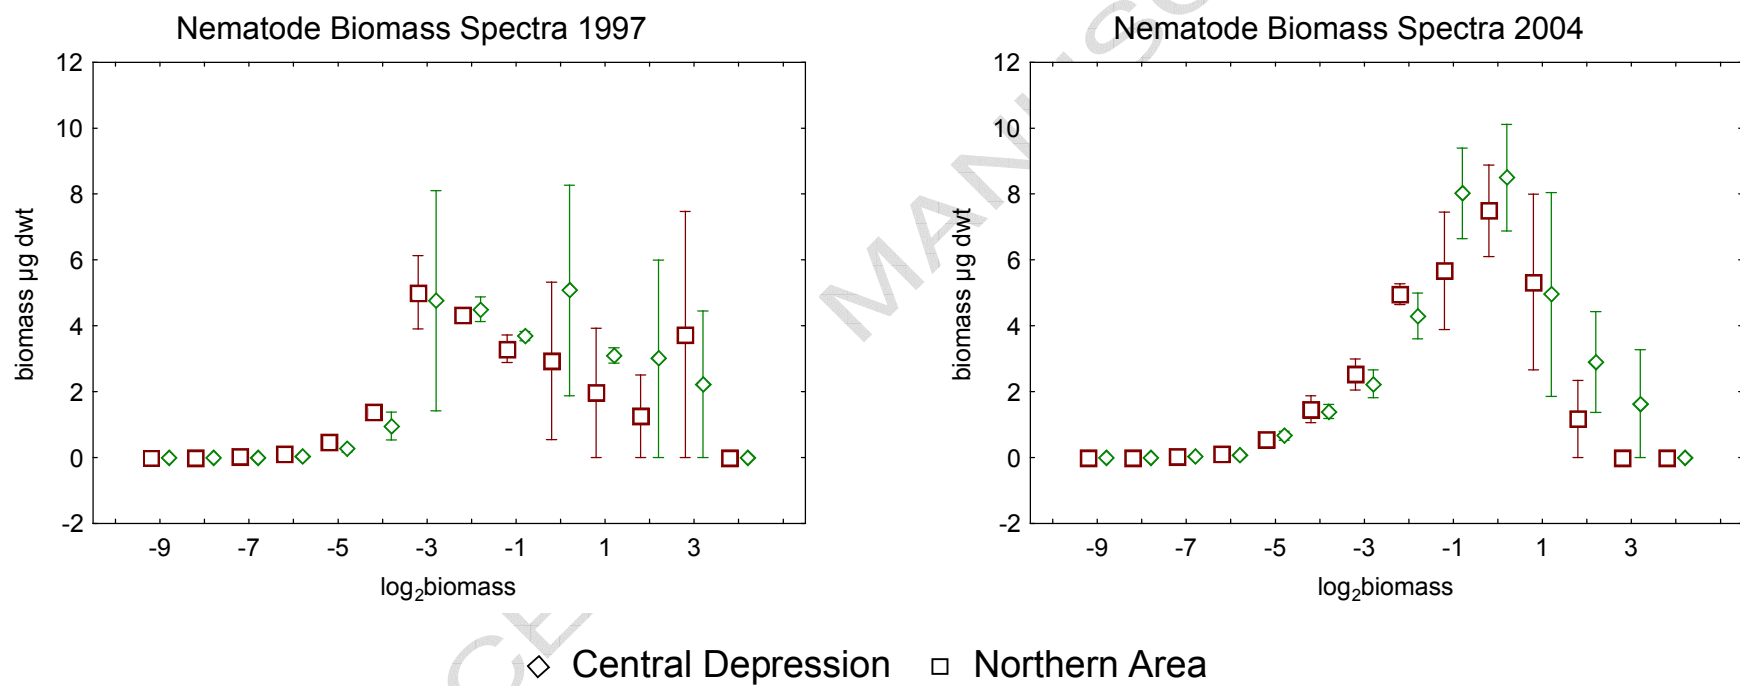 Nematode Biomass Spectra 1997
12
10
8
6
4
2
0
-2
biomass µg dwt
-9 -7 -5 -3 -1 1 3
log₂biomass
Nematode Biomass Spectra 2004
12
10
8
6
4
2
0
-2
biomass µg dwt
-9 -7 -5 -3 -1 1 3
log₂biomass
Central Depression Northern Area